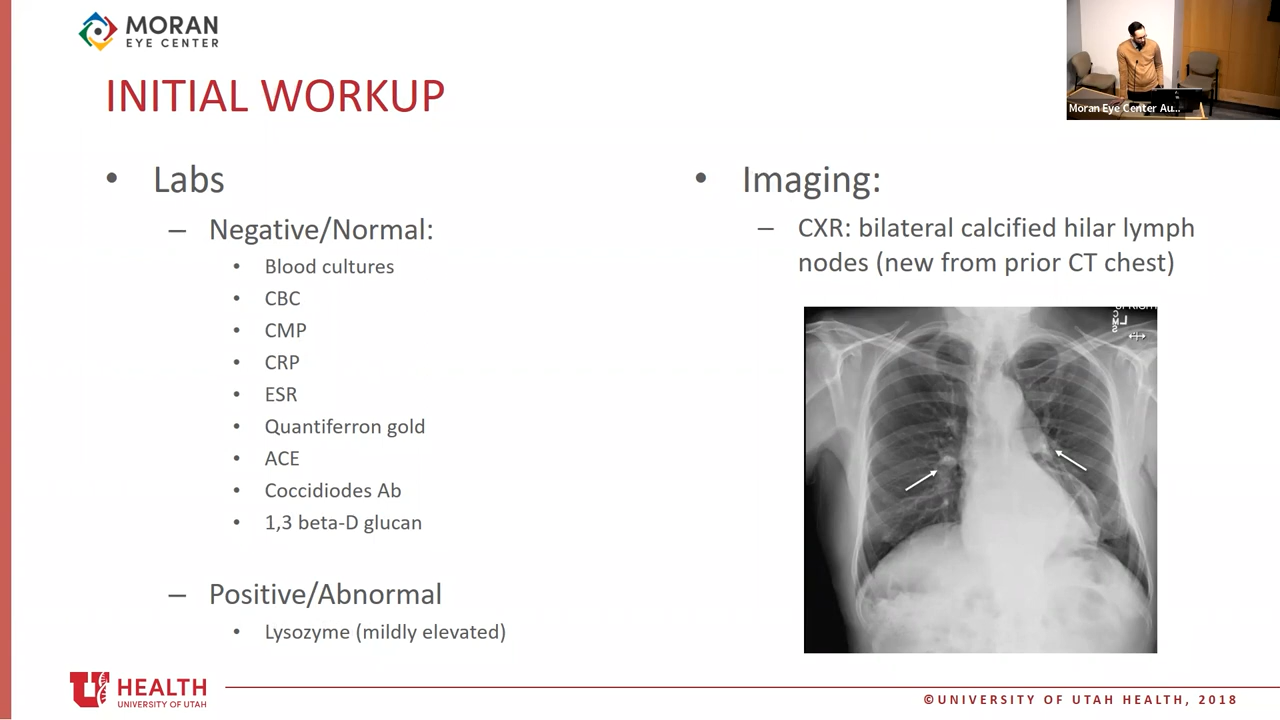 MORAN
EYE CENTER
Moran Eye Center Au...
INITIAL WORKUP
• Labs
– Negative/Normal:
• Blood cultures
• CBC
• CMP
• CRP
• ESR
• Quantiferron gold
• ACE
• Coccidiodes Ab
• 1,3 beta-D glucan
– Positive/Abnormal
• Lysozyme (mildly elevated)
• Imaging:
– CXR: bilateral calcified hilar lymph
nodes (new from prior CT chest)
L
U HEALTH
UNIVERSITY OF UTAH
©UNIVERSITY OF UTAH HEALTH, 2018